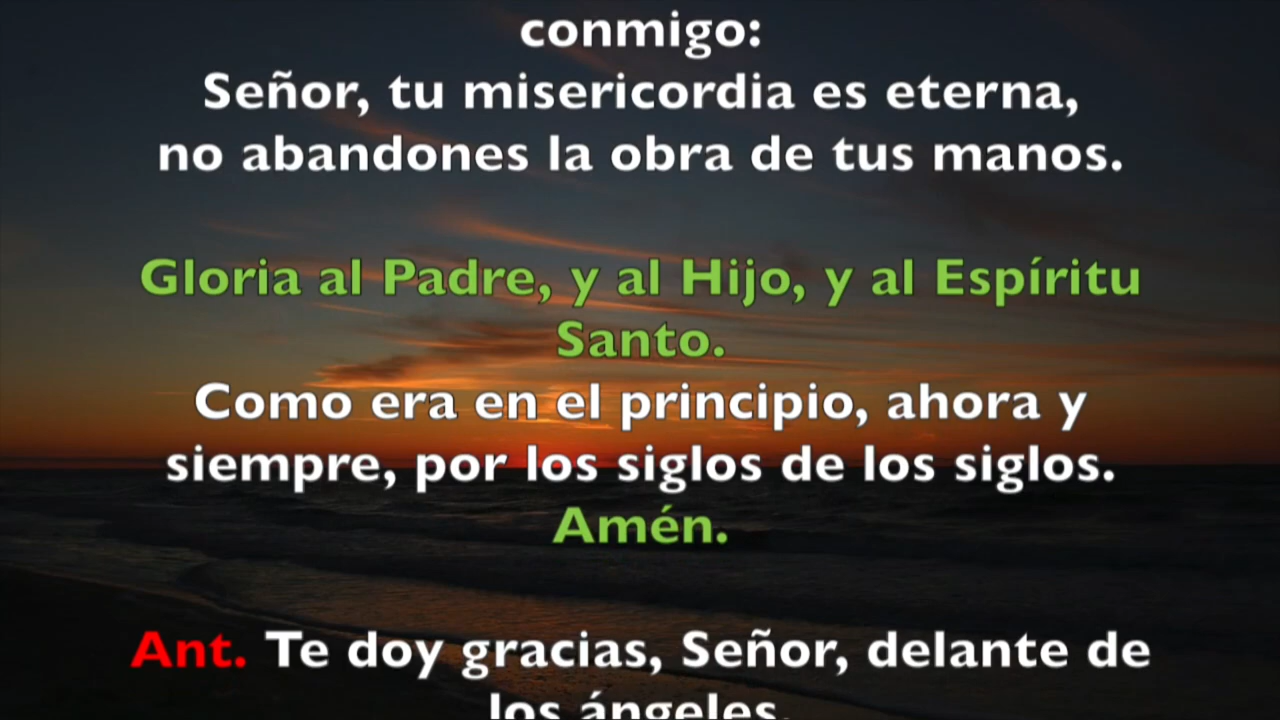 conmigo:
Señor, tu misericordia es eterna,
no abandones la obra de tus manos.
Gloria al Padre, y al Hijo, y al Espíritu
Santo.
Como era en el principio, ahora y
siempre, por los siglos de los siglos.
Amén.
Ant. Te doy gracias, Señor, delante de
los ángeles.